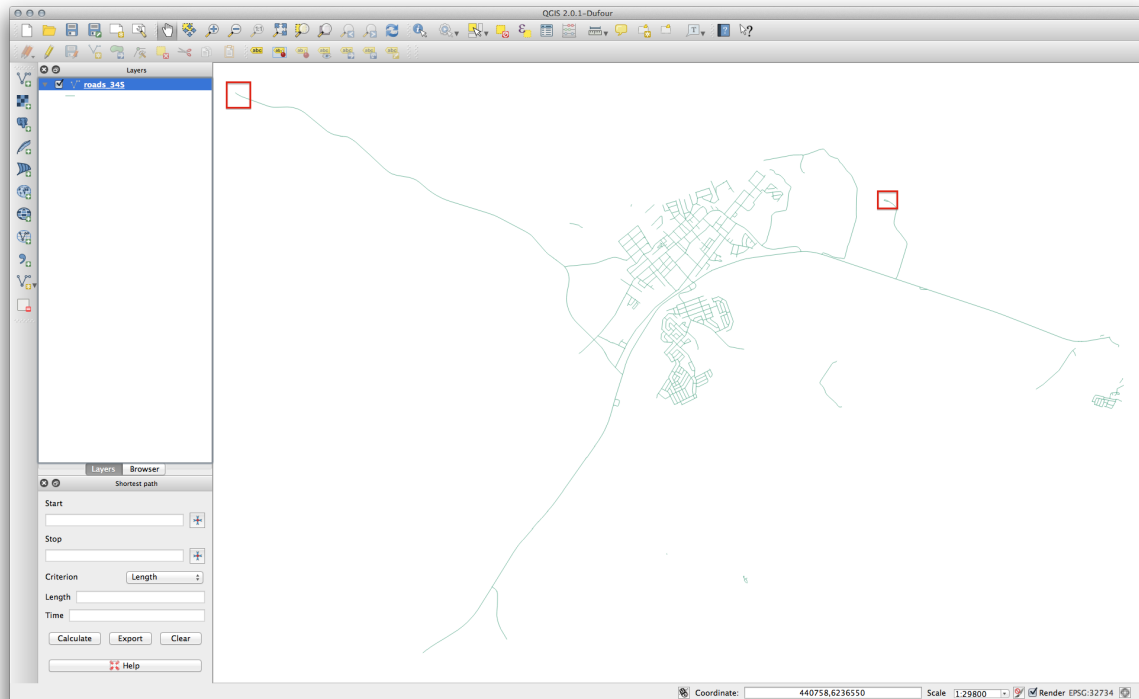 QGIS 2.0.1-Dufour
Layers
roads_345
Layers Browser
Shortest path
Start
Stop
Criterion Length
Length
Time
Calculate Export Clear
Help
Coordinate: 440758,6236550 Scale 1:29800 Render EPSG:32734